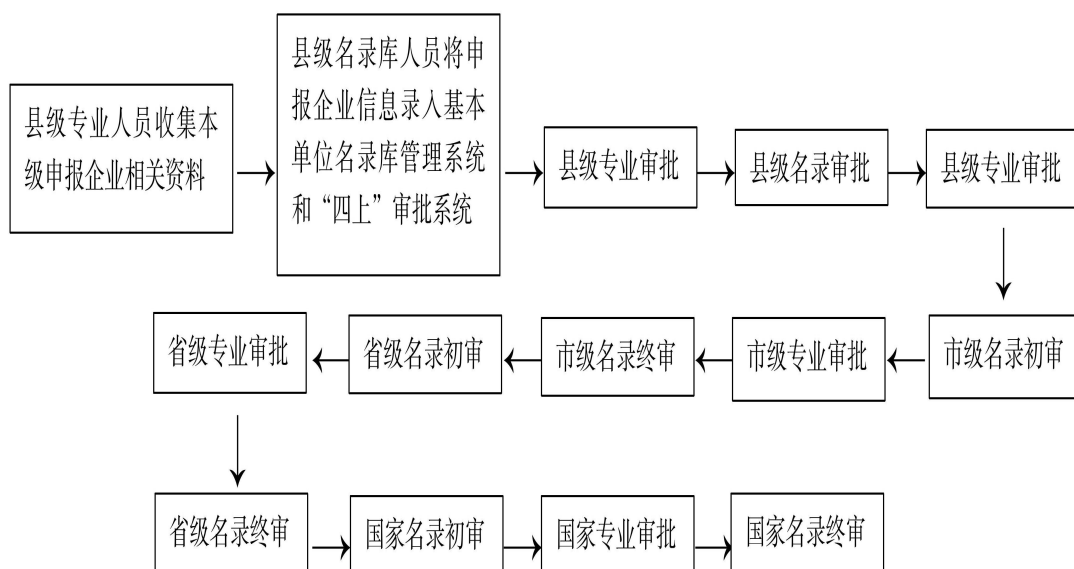 县级专业人员收集本
级申报企业相关资料
县级名录库人员将申
报企业信息录入基本
单位名录库管理系统
和“四上”审批系统
县级专业审批
县级名录审批
县级专业审批
市级名录初审
市级专业审批
市级名录终审
省级名录初审
省级专业审批
省级名录终审
国家名录初审
国家专业审批
国家名录终审